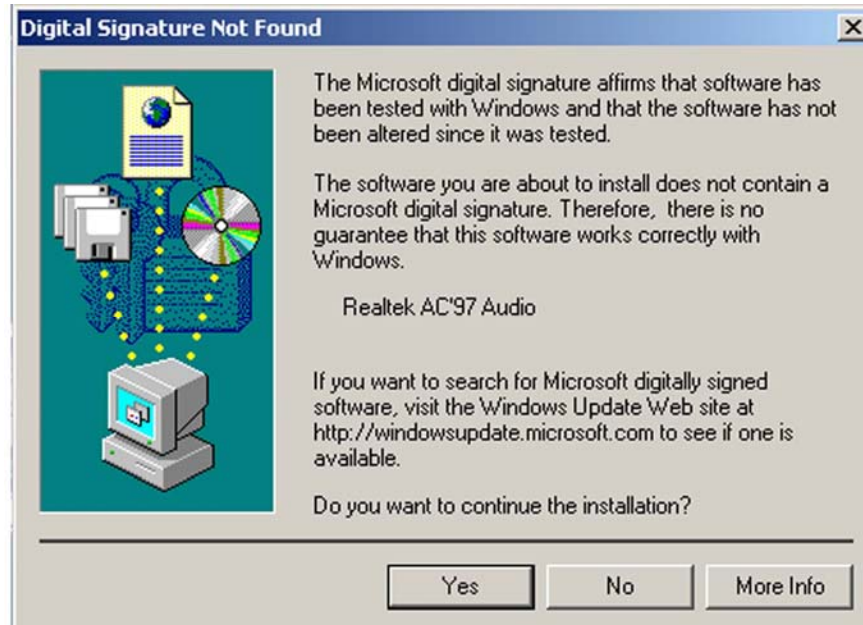 Digital Signature Not Found
The Microsoft digital signature affirms that software has
been tested with Windows and that the software has not
been altered since it was tested.
The software you are about to install does not contain a
Microsoft digital signature. Therefore, there is no
guarantee that this software works correctly with
Windows.
Realtek AC'97 Audio
If you want to search for Microsoft digitally signed
software, visit the Windows Update Web site at
http://windowsupdate.microsoft.com to see if one is
available.
Do you want to continue the installation?
Yes No More Info